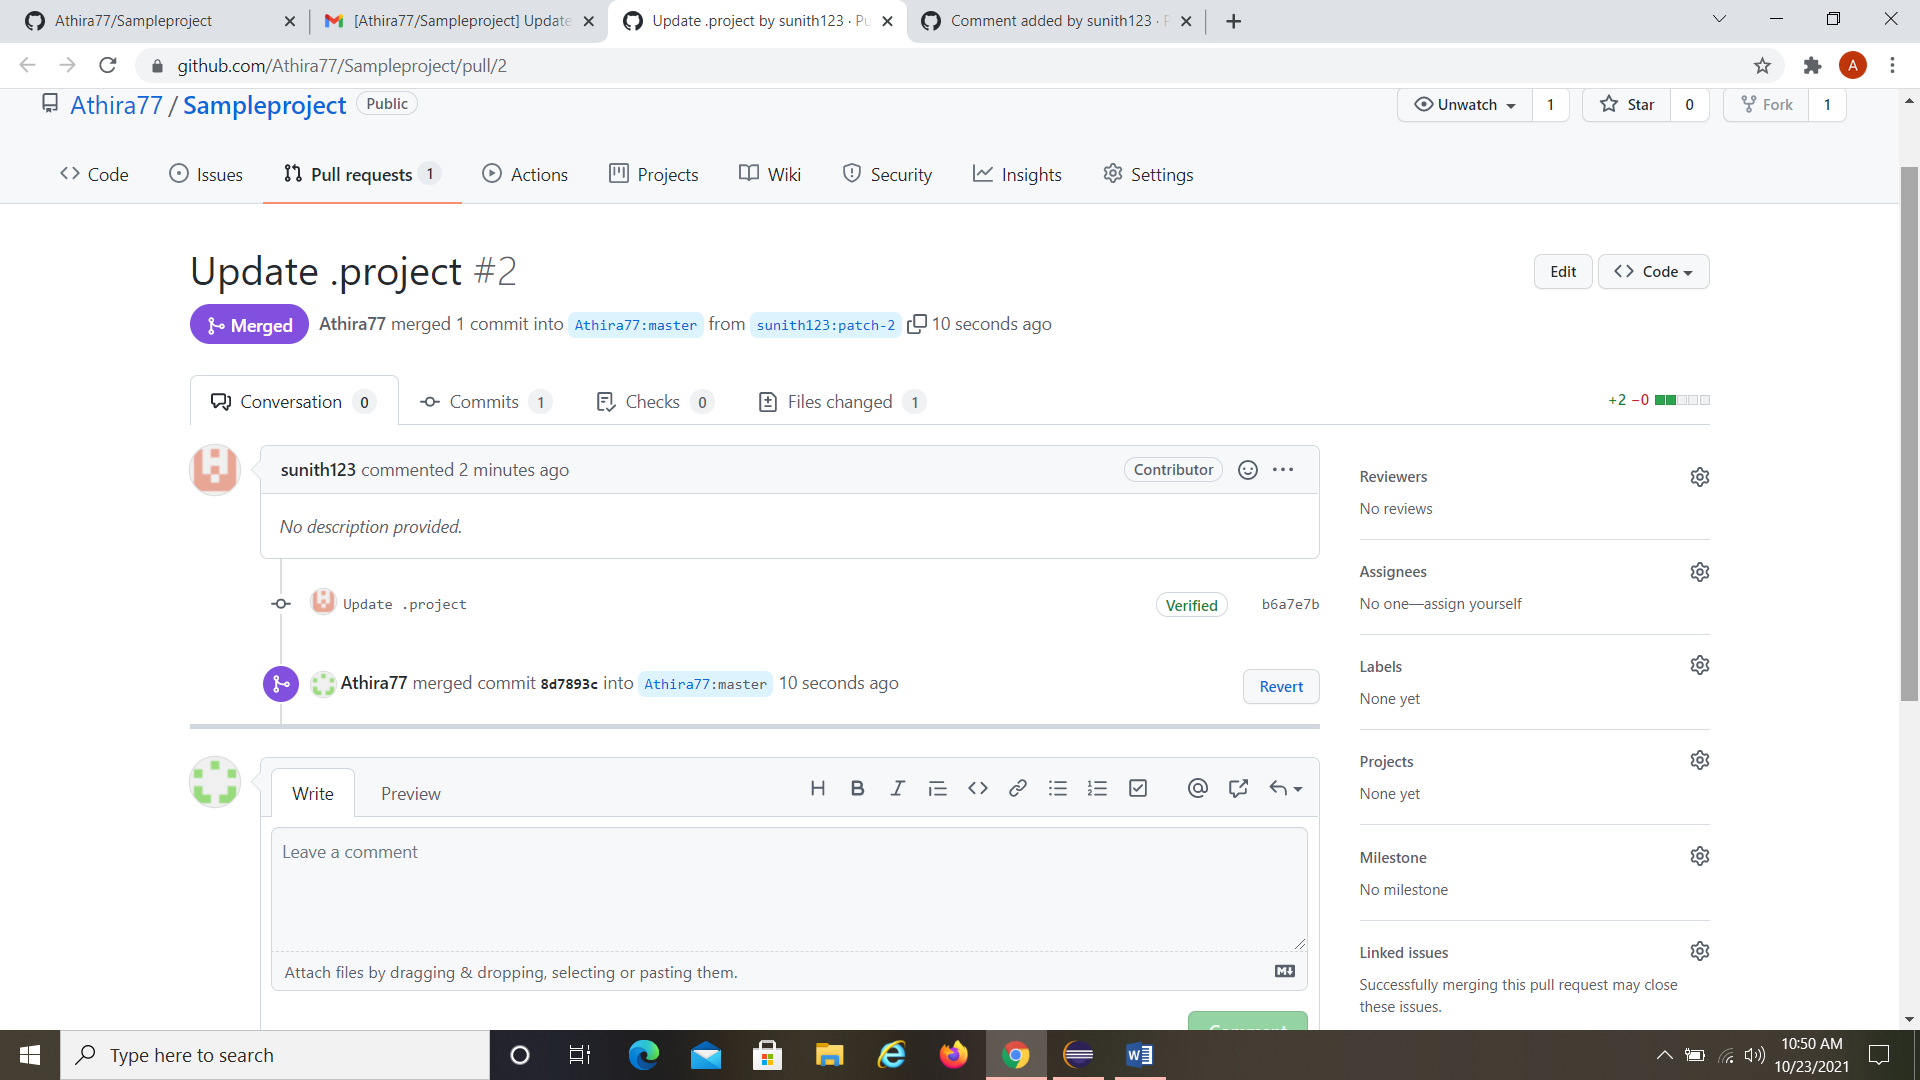 Athira77/Sampleproject
[Athira77/Sampleproject] Update
Update .project by sunith123 · Pu
Comment added by sunith123 · P
github.com/Athira77/Sampleproject/pull/2
A
Athira77 / Sampleproject Public
Unwatch 1
Star 0
Fork 1
Code
Issues
Pull requests 1
Actions
Projects
Wiki
Security
Insights
Settings
Update .project #2
Edit
Code
Merged Athira77 merged 1 commit into Athira77:master from sunith123:patch-2 10 seconds ago
Conversation 0
Commits 1
Checks 0
Files changed 1
+2 −0
sunith123 commented 2 minutes ago
Contributor
No description provided.
Update .project
Verified
b6a7e7b
Athira77 merged commit 8d7893c into Athira77:master 10 seconds ago
Revert
Reviewers
No reviews
Assignees
No one—assign yourself
Labels
None yet
Projects
None yet
Milestone
No milestone
Linked issues
Successfully merging this pull request may close
these issues.
Write
Preview
Leave a comment
Attach files by dragging & dropping, selecting or pasting them.
Comment
Type here to search
10:50 AM
10/23/2021